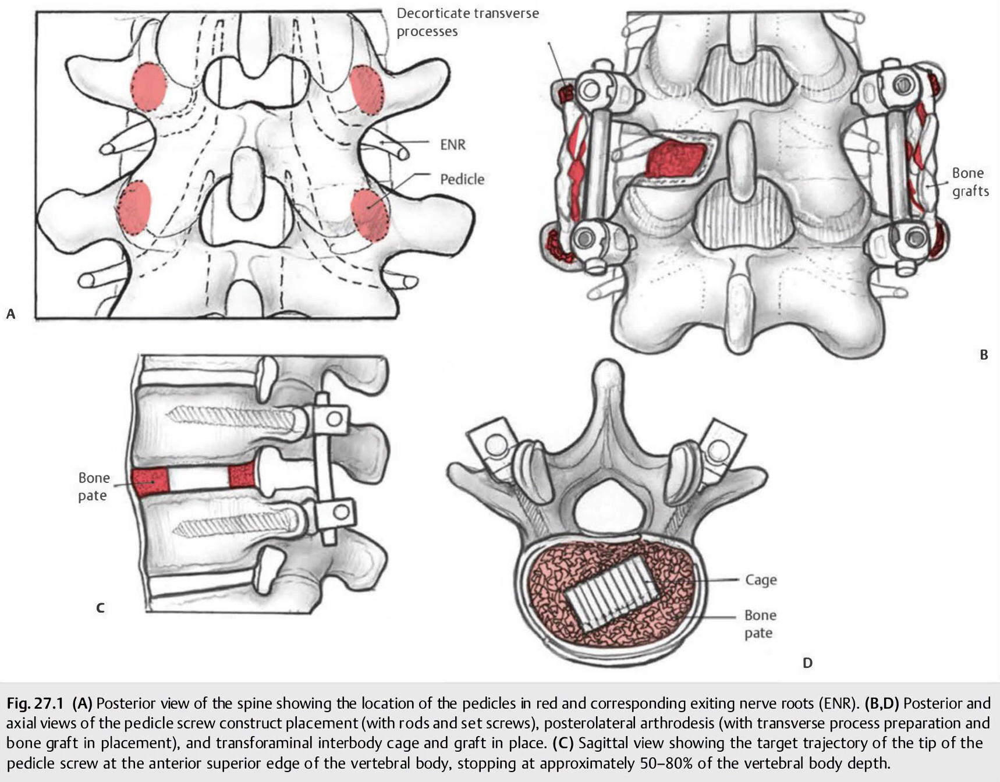 Decorticate transverse
processes
ENR
Pedicle
A
Bone
grafts
B
Bone
pate
C
Cage
Bone
pate
D
Fig. 27.1 (A) Posterior view of the spine showing the location of the pedicles in red and corresponding exiting nerve roots (ENR). (B,D) Posterior and
axial views of the pedicle screw construct placement (with rods and set screws), posterolateral arthrodesis (with transverse process preparation and
bone graft in placement), and transforaminal interbody cage and graft in place. (C) Sagittal view showing the target trajectory of the tip of the
pedicle screw at the anterior superior edge of the vertebral body, stopping at approximately 50–80% of the vertebral body depth.